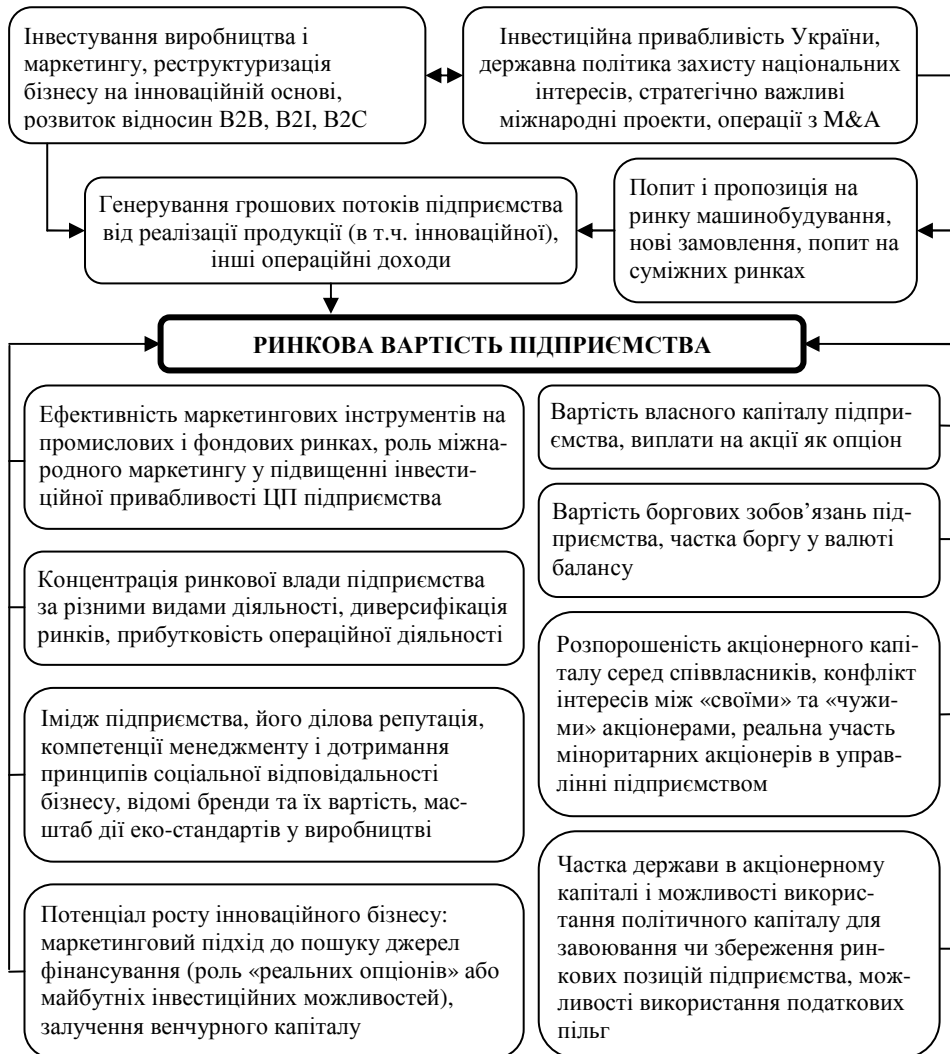 Інвестування виробництва і
маркетингу, реструктуризація
бізнесу на інноваційній основі,
розвиток відносин В2В, В2І, В2С
Інвестиційна привабливість України,
державна політика захисту національних
інтересів, стратегічно важливі
міжнародні проекти, операції з М&А
Генерування грошових потоків підприємства
від реалізації продукції (в т.ч. інноваційної),
інші операційні доходи
Попит і пропозиція на
ринку машинобудування,
нові замовлення, попит на
суміжних ринках
РИНКОВА ВАРТІСТЬ ПІДПРИЄМСТВА
Ефективність маркетингових інструментів на
промислових і фондових ринках, роль міжна-
родного маркетингу у підвищенні інвести-
ційної привабливості ЦП підприємства
Концентрація ринкової влади підприємства
за різними видами діяльності, диверсифікація
ринків, прибутковість операційної діяльності
Імідж підприємства, його ділова репутація,
компетенції менеджменту і дотримання
принципів соціальної відповідальності
бізнесу, відомі бренди та їх вартість, мас-
штаб дії еко-стандартів у виробництві
Потенціал росту інноваційного бізнесу:
маркетинговий підхід до пошуку джерел
фінансування (роль «реальних опціонів» або
майбутніх інвестиційних можливостей),
залучення венчурного капіталу
Вартість власного капіталу підпри-
ємства, виплати на акції як опціон
Вартість боргових зобов’язань під-
приємства, частка боргу у валюті
балансу
Розпорошеність акціонерного капі-
талу серед співвласників, конфлікт
інтересів між «своїми» та «чужи-
ми» акціонерами, реальна участь
міноритарних акціонерів в управ-
лінні підприємством
Частка держави в акціонерному
капіталі і можливості викорис-
тання політичного капіталу для
завоювання чи збереження рин-
кових позицій підприємства, мож-
ливості використання податкових
пільг